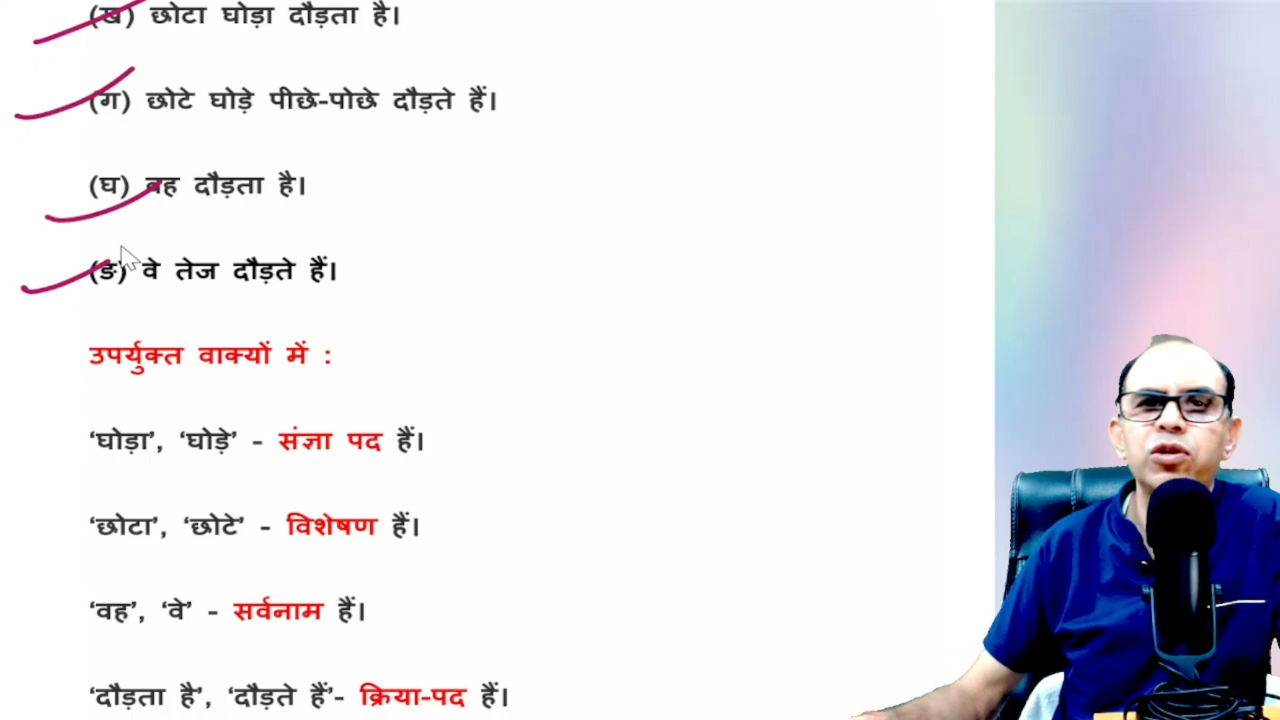 (ख) छोटा घोड़ा दौड़ता है।
(ग) छोटे घोड़े पीछे-पोछे दौड़ते हैं।
(घ) वह दौड़ता है।
(ङ) वे तेज दौड़ते हैं।
उपर्युक्त वाक्यों में :
‘घोड़ा’, ‘घोड़े’ - संज्ञा पद हैं।
‘छोटा’, ‘छोटे’ - विशेषण हैं।
‘वह’, ‘वे’ - सर्वनाम हैं।
‘दौड़ता है’, ‘दौड़ते हैं’- क्रिया-पद हैं।